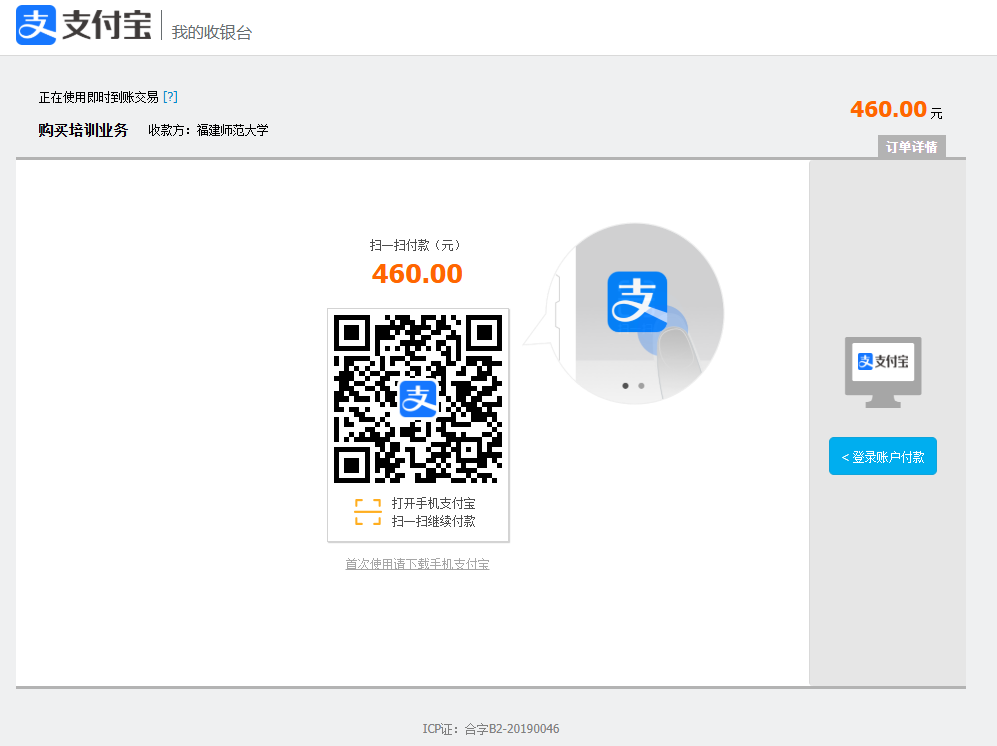 支 支付宝 我的收银台
正在使用即时到账交易 [?]
460.00 元
购买培训业务 收款方：福建师范大学
订单详情
扫一扫付款（元）
460.00
支
支
支 支付宝
< 登录账户付款
打开手机支付宝
扫一扫继续付款
首次使用请下载手机支付宝
ICP证：合字B2-20190046